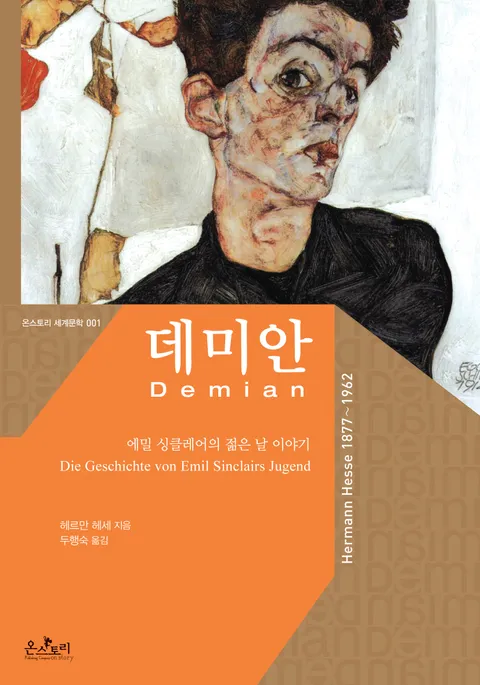 온스토리 세계문학 001
데미안
Demian
에밀 싱클레어의 젊은 날 이야기
Die Geschichte von Emil Sinclairs Jugend
헤르만 헤세 지음
두행숙 옮김
Hermann Hesse 1877~1962
온스토리